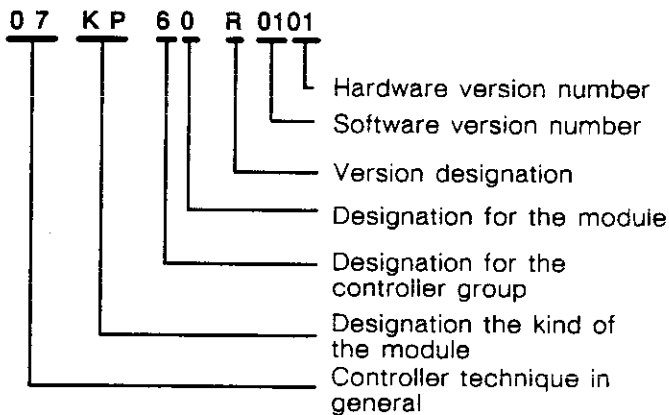 07 KP 60 R 0101
Hardware version number
Software version number
Version designation
Designation for the module
Designation for the
controller group
Designation the kind of
the module
Controller technique in
general